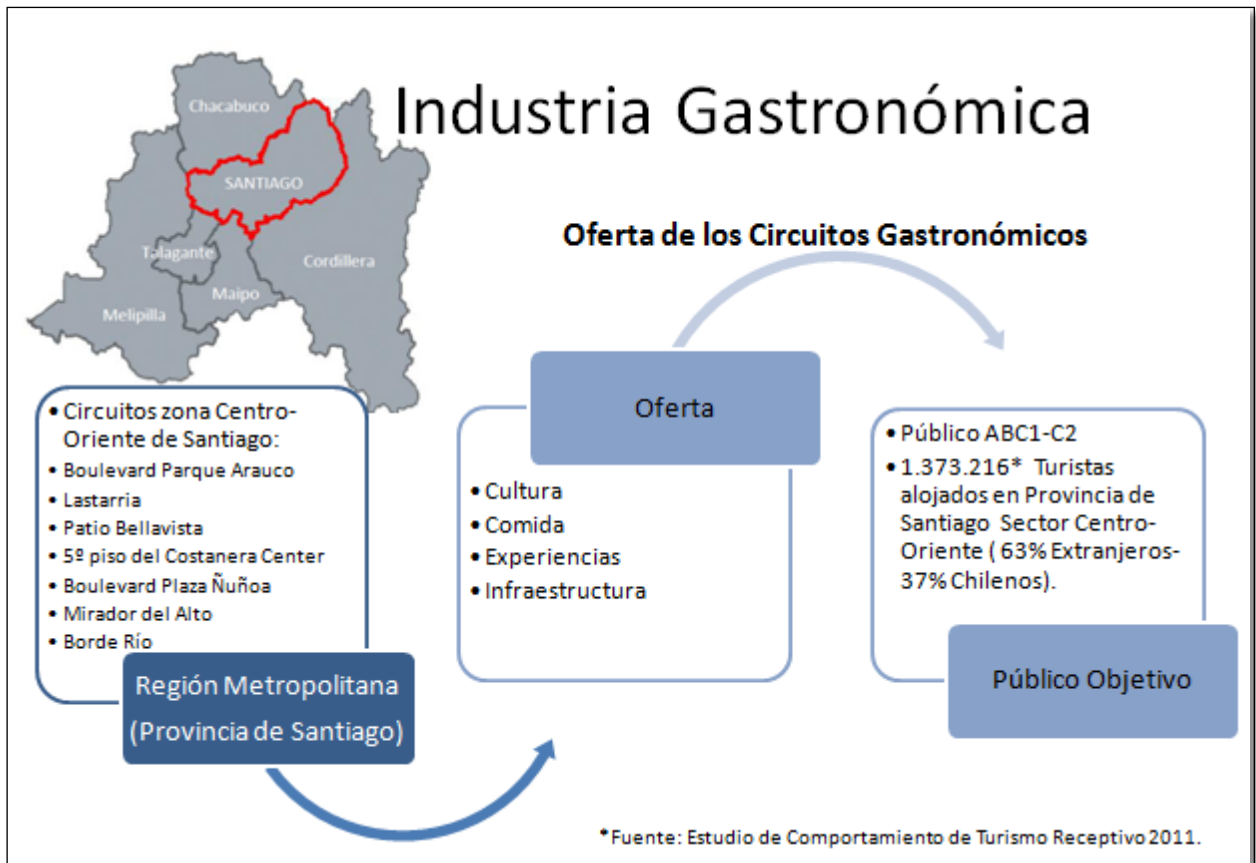 Industria Gastronómica
Chacabuco
SANTIAGO
Talagante
Cordillera
Maipo
Melipilla
Oferta de los Circuitos Gastronómicos
• Circuitos zona Centro-
Oriente de Santiago:
• Boulevard Parque Arauco
• Lastarria
• Patio Bellavista
• 5º piso del Costanera Center
• Boulevard Plaza Ñuñoa
• Mirador del Alto
• Borde Río
Región Metropolitana
(Provincia de Santiago)
Oferta
• Cultura
• Comida
• Experiencias
• Infraestructura
• Público ABC1-C2
• 1.373.216* Turistas
alojados en Provincia de
Santiago Sector Centro-
Oriente ( 63% Extranjeros-
37% Chilenos).
Público Objetivo
*Fuente: Estudio de Comportamiento de Turismo Receptivo 2011.